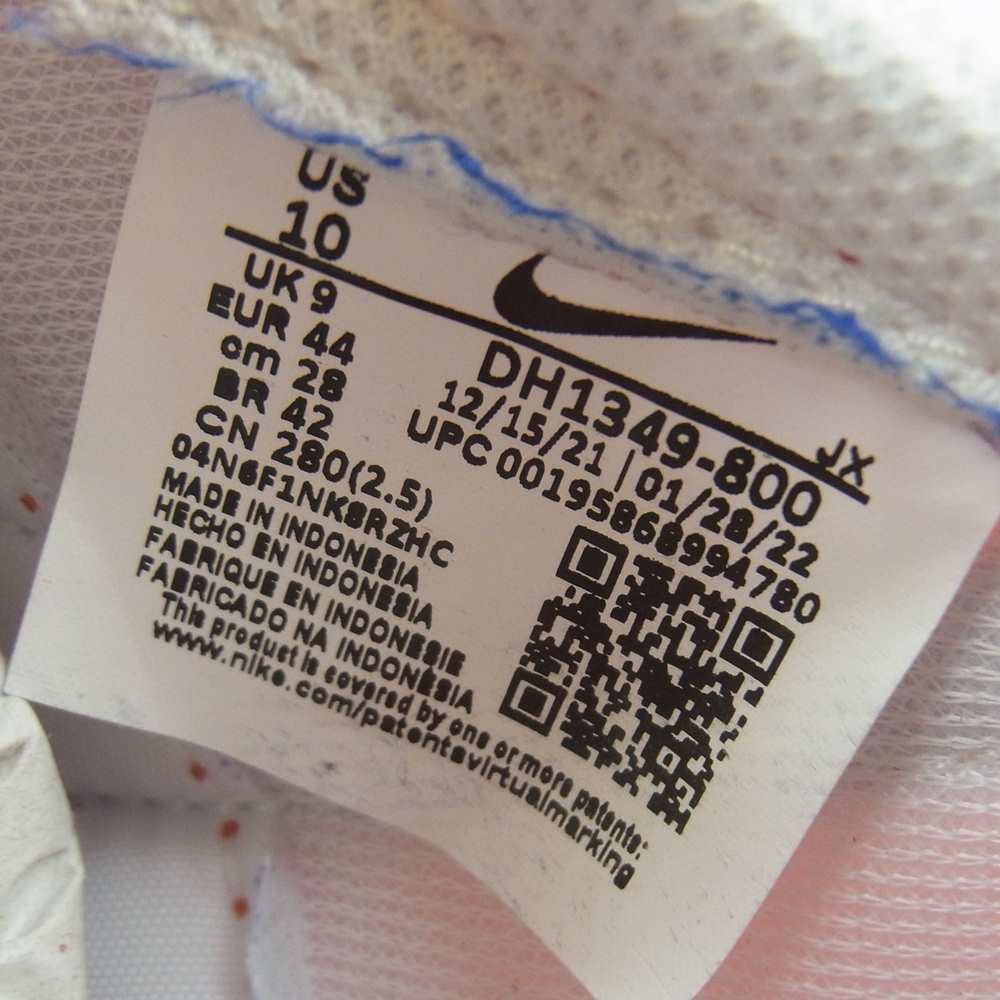 US
10
UK 9
EUR 44
cm 28
BR 42
CN 280(2.5)
04N6F1NK8RZHC
MADE IN INDONESIA
HECHO EN INDONESIA
FABRIQUE EN INDONESIE
FABRICADO NA INDONÉSIA
This product is covered by one or more patents:
www.nike.com/patentsvirtualmarking
JX
DH1349-800
12/15/21 | 01/28/22
UPC 00195868994780